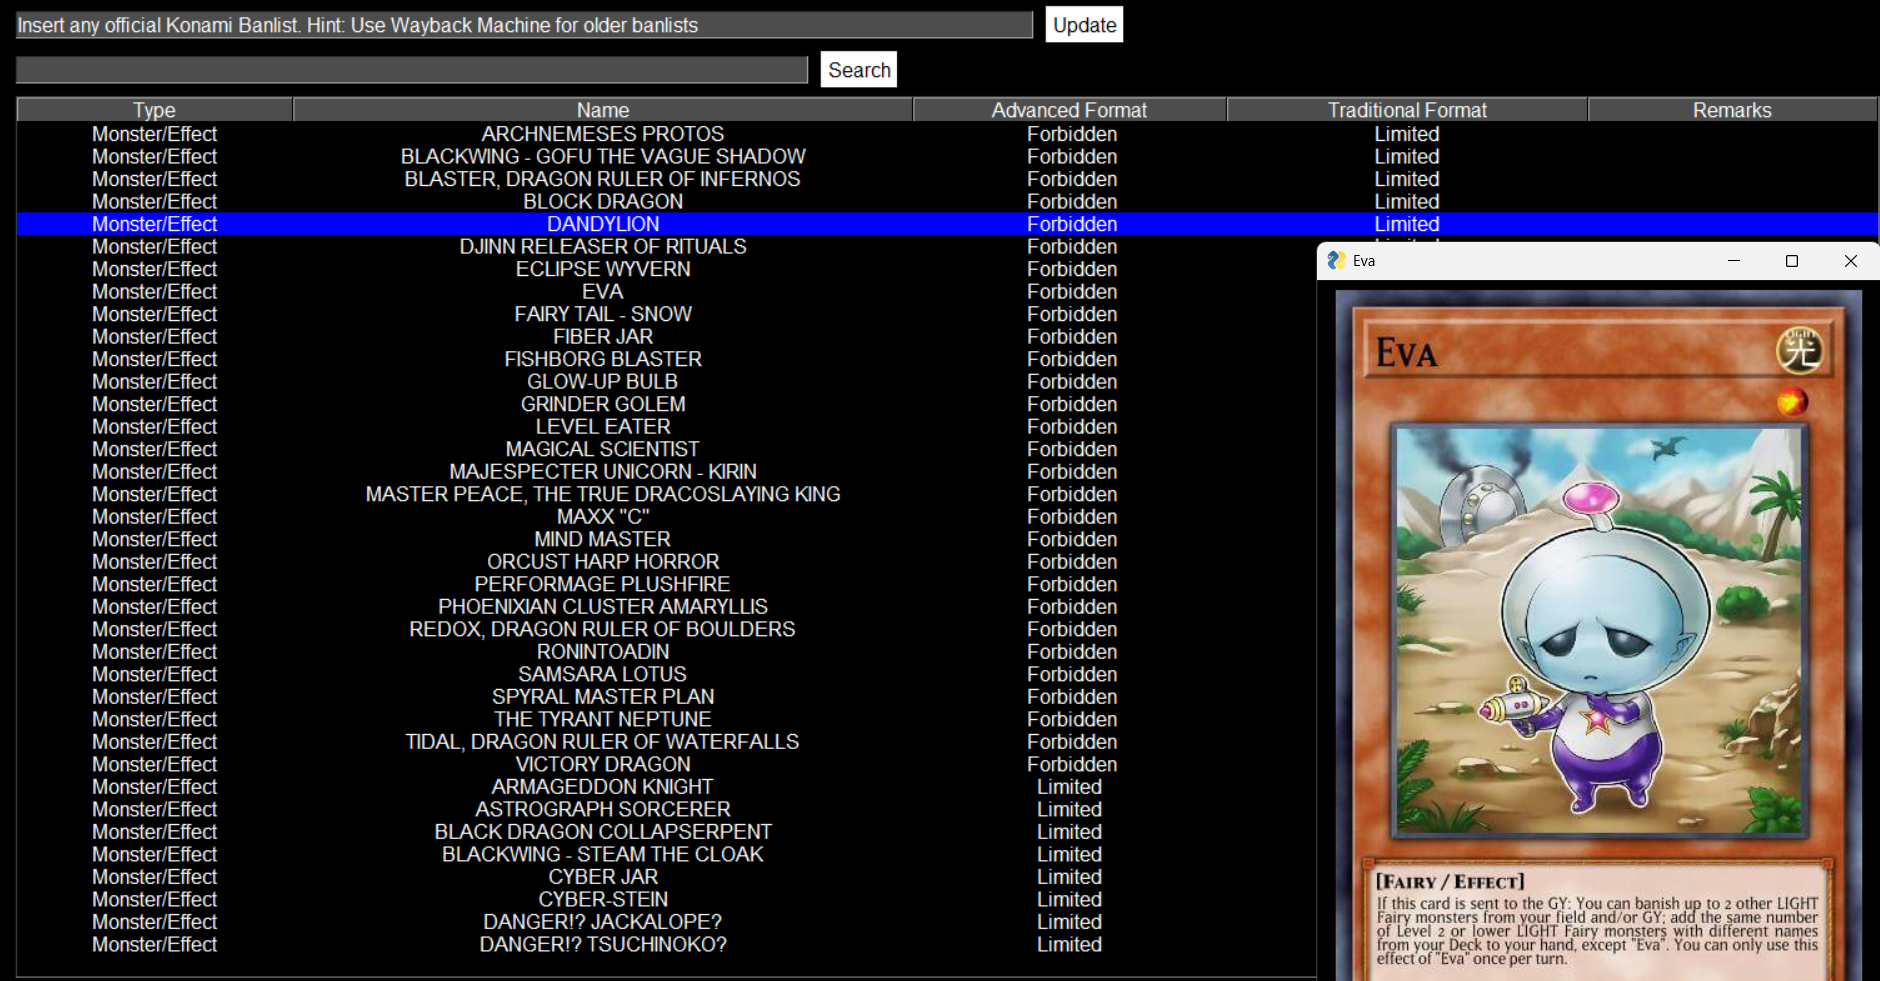 Insert any official Konami Banlist. Hint: Use Wayback Machine for older banlists Update
Search
Type Name Advanced Format Traditional Format Remarks
Monster/Effect ARCHNEMESES PROTOS Forbidden Limited
Monster/Effect BLACKWING - GOFU THE VAGUE SHADOW Forbidden Limited
Monster/Effect BLASTER, DRAGON RULER OF INFERNOS Forbidden Limited
Monster/Effect BLOCK DRAGON Forbidden Limited
Monster/Effect DANDYLION Forbidden Limited
Monster/Effect DJINN RELEASER OF RITUALS Forbidden
Monster/Effect ECLIPSE WYVERN Forbidden
Monster/Effect EVA Forbidden
Monster/Effect FAIRY TAIL - SNOW Forbidden
Monster/Effect FIBER JAR Forbidden
Monster/Effect FISHBORG BLASTER Forbidden
Monster/Effect GLOW-UP BULB Forbidden
Monster/Effect GRINDER GOLEM Forbidden
Monster/Effect LEVEL EATER Forbidden
Monster/Effect MAGICAL SCIENTIST Forbidden
Monster/Effect MAJESPECTER UNICORN - KIRIN Forbidden
Monster/Effect MASTER PEACE, THE TRUE DRACOSLAYING KING Forbidden
Monster/Effect MAXX "C" Forbidden
Monster/Effect MIND MASTER Forbidden
Monster/Effect ORCUST HARP HORROR Forbidden
Monster/Effect PERFORMAGE PLUSHFIRE Forbidden
Monster/Effect PHOENIXIAN CLUSTER AMARYLLIS Forbidden
Monster/Effect REDOX, DRAGON RULER OF BOULDERS Forbidden
Monster/Effect RONINTOADIN Forbidden
Monster/Effect SAMSARA LOTUS Forbidden
Monster/Effect SPYRAL MASTER PLAN Forbidden
Monster/Effect THE TYRANT NEPTUNE Forbidden
Monster/Effect TIDAL, DRAGON RULER OF WATERFALLS Forbidden
Monster/Effect VICTORY DRAGON Forbidden
Monster/Effect ARMAGEDDON KNIGHT Limited
Monster/Effect ASTROGRAPH SORCERER Limited
Monster/Effect BLACK DRAGON COLLAPSERPENT Limited
Monster/Effect BLACKWING - STEAM THE CLOAK Limited
Monster/Effect CYBER JAR Limited
Monster/Effect CYBER-STEIN Limited
Monster/Effect DANGER!? JACKALOPE? Limited
Monster/Effect DANGER!? TSUCHINOKO? Limited
Eva
EVA
LIGHT
光
[FAIRY / EFFECT]
If this card is sent to the GY: You can banish up to 2 other LIGHT
Fairy monsters from your field and/or GY; add the same number
of Level 2 or lower LIGHT Fairy monsters with different names
from your Deck to your hand, except "Eva". You can only use this
effect of "Eva" once per turn.